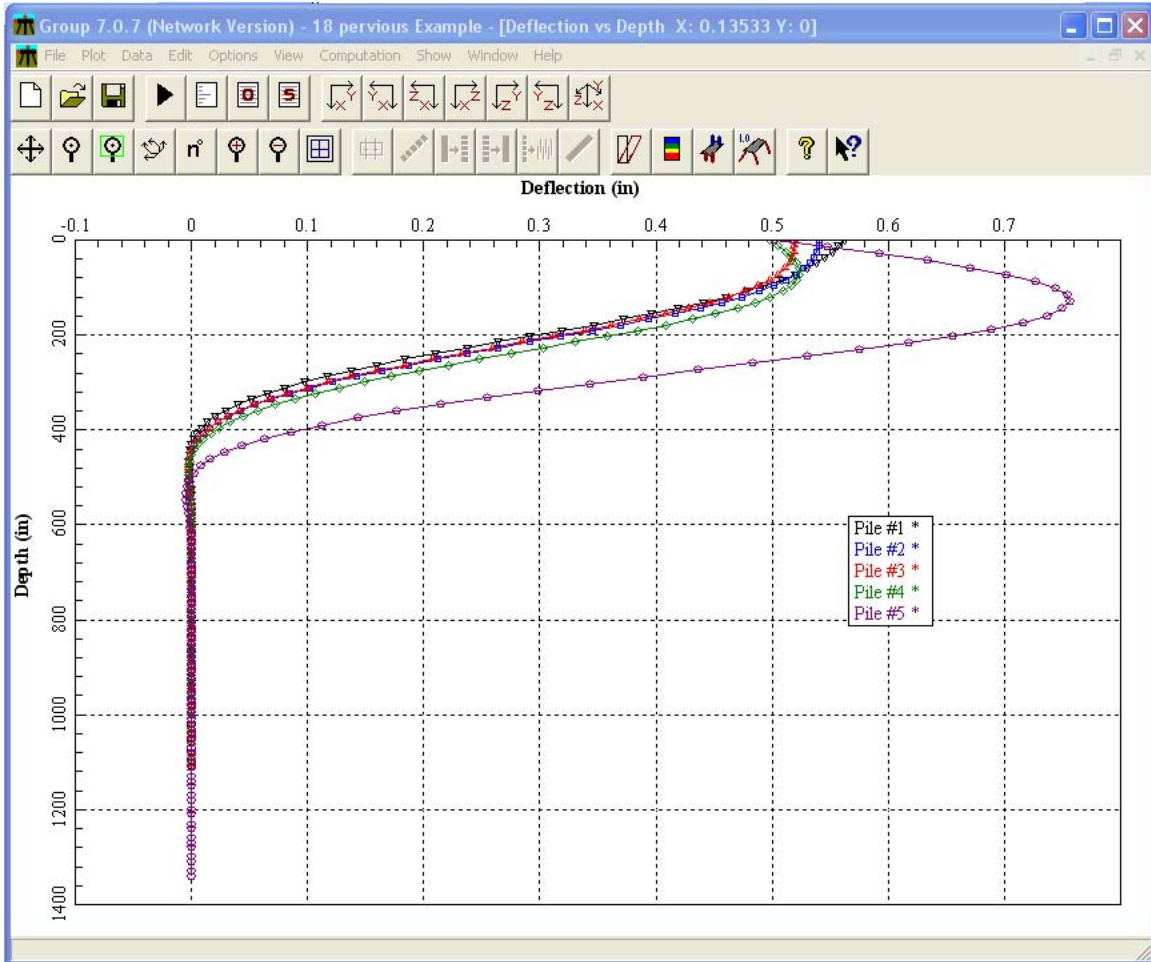 Group 7.0.7 (Network Version) - 18 pervious Example - [Deflection vs Depth X: 0.13533 Y: 0]
File Plot Data Edit Options View Computation Show Window Help
O S X Y Y X Z X X Z Z Y Y Z Z Y X
n° 1.0 ? ?
Deflection (in)
-0.1 0 0.1 0.2 0.3 0.4 0.5 0.6 0.7
0
200
400
600
800
1000
1200
1400
Depth (in)
Pile #1 *
Pile #2 *
Pile #3 *
Pile #4 *
Pile #5 *